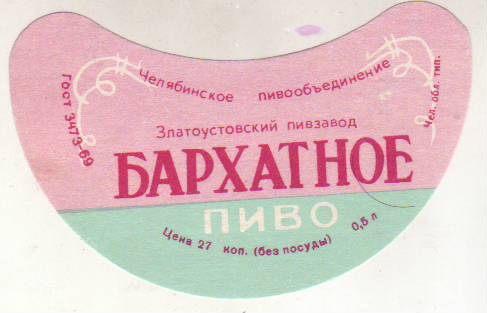 Челябинское пивообъединение
ГОСТ 3473-69
Чел. обл. тип.
Златоустовский пивзавод
БАРХАТНОЕ
ПИВО
Цена 27 коп. (без посуды) 0,5 л